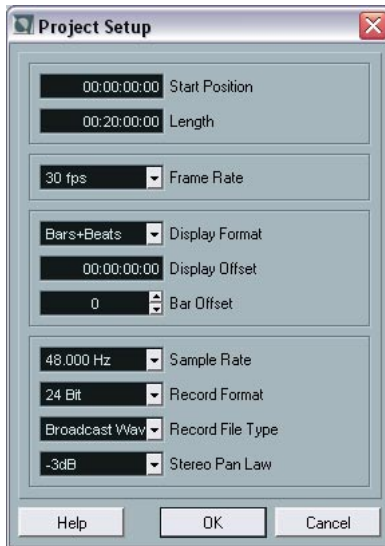 Project Setup
00:00:00:00 Start Position
00:20:00:00 Length
30 fps Frame Rate
Bars+Beats Display Format
00:00:00:00 Display Offset
0 Bar Offset
48.000 Hz Sample Rate
24 Bit Record Format
Broadcast Wav Record File Type
-3dB Stereo Pan Law
Help OK Cancel